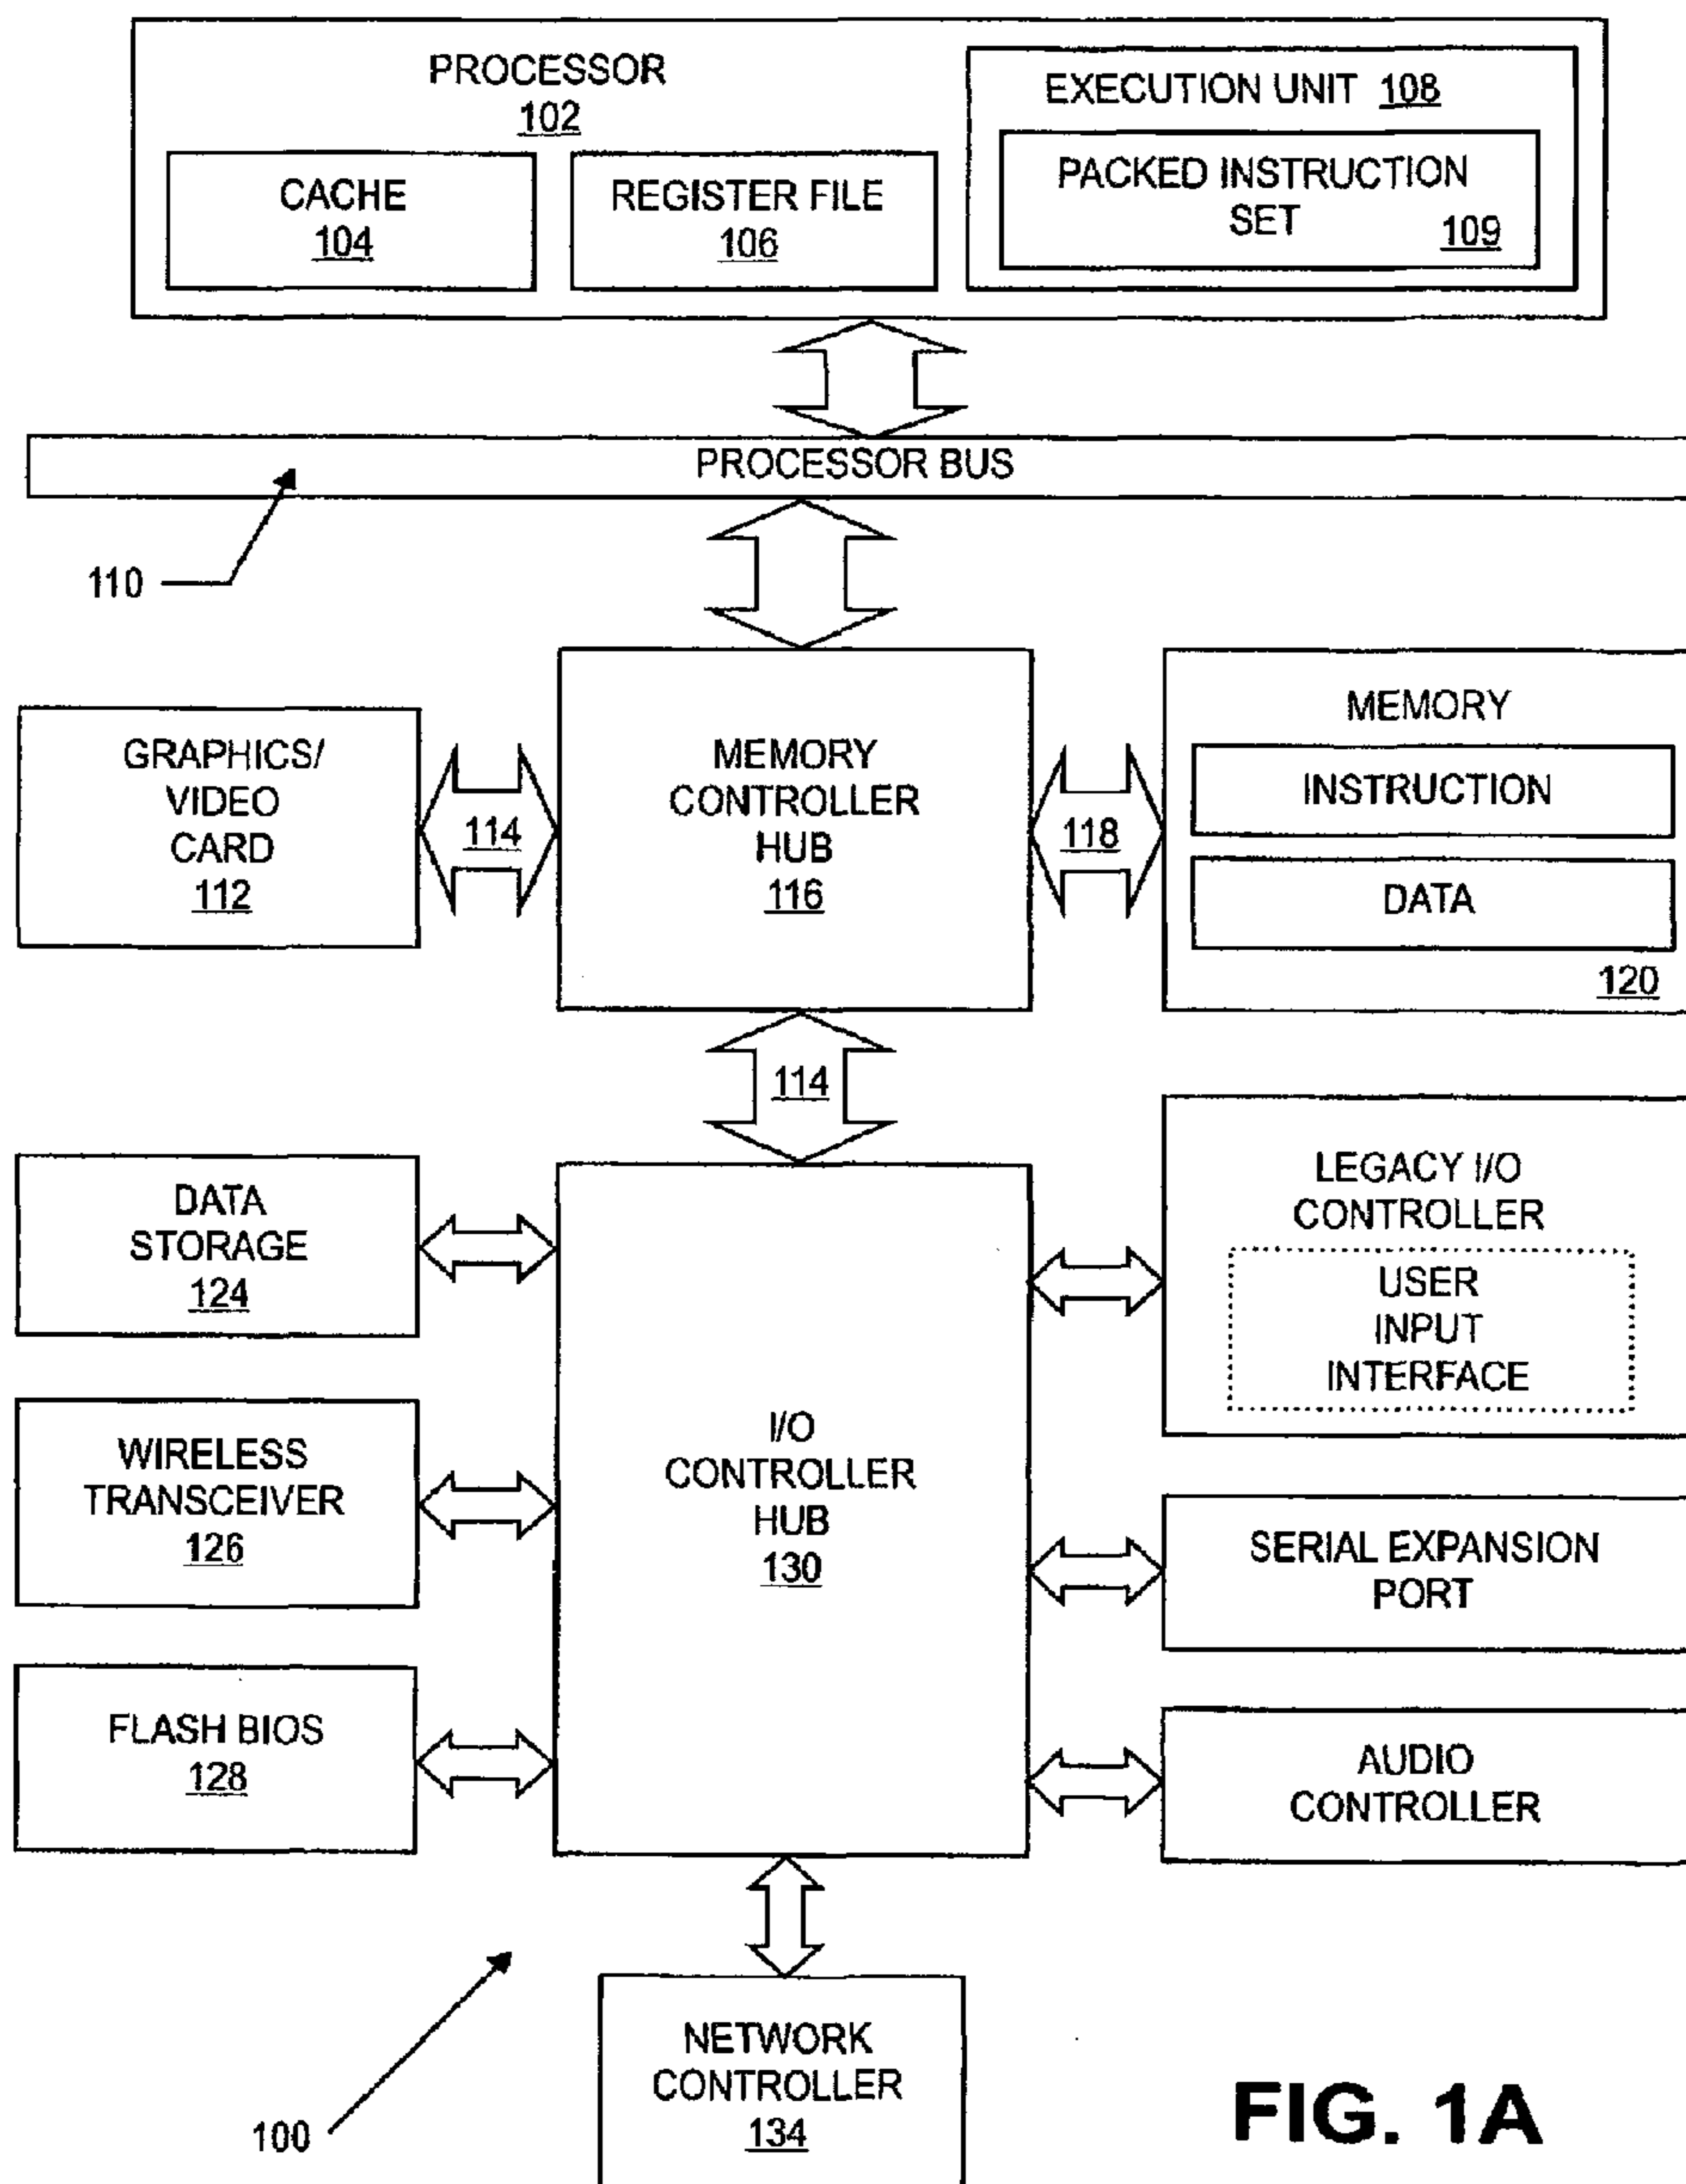 PROCESSOR
102
CACHE
104
REGISTER FILE
106
EXECUTION UNIT 108
PACKED INSTRUCTION
SET
109
PROCESSOR BUS
110
GRAPHICS/
VIDEO
CARD
112
114
MEMORY
CONTROLLER
HUB
116
118
MEMORY
INSTRUCTION
DATA
120
114
DATA
STORAGE
124
WIRELESS
TRANSCEIVER
126
FLASH BIOS
128
I/O
CONTROLLER
HUB
130
LEGACY I/O
CONTROLLER
USER
INPUT
INTERFACE
SERIAL EXPANSION
PORT
AUDIO
CONTROLLER
NETWORK
CONTROLLER
134
100
FIG. 1A